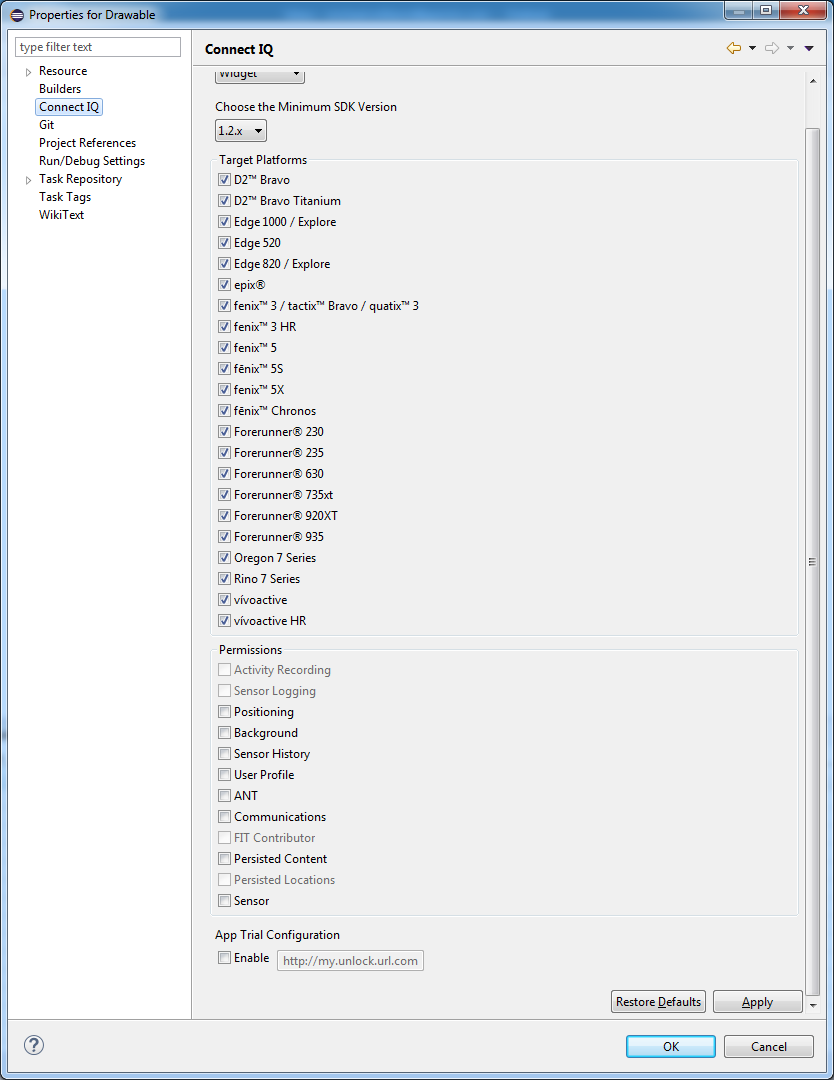 Properties for Drawable
type filter text
Resource
Builders
Connect IQ
Git
Project References
Run/Debug Settings
Task Repository
Task Tags
WikiText
Connect IQ
Widget
Choose the Minimum SDK Version
1.2.x
Target Platforms
D2™ Bravo
D2™ Bravo Titanium
Edge 1000 / Explore
Edge 520
Edge 820 / Explore
epix®
fenix™ 3 / tactix™ Bravo / quatix™ 3
fenix™ 3 HR
fenix™ 5
fēnix™ 5S
fenix™ 5X
fēnix™ Chronos
Forerunner® 230
Forerunner® 235
Forerunner® 630
Forerunner® 735xt
Forerunner® 920XT
Forerunner® 935
Oregon 7 Series
Rino 7 Series
vívoactive
vívoactive HR
Permissions
Activity Recording
Sensor Logging
Positioning
Background
Sensor History
User Profile
ANT
Communications
FIT Contributor
Persisted Content
Persisted Locations
Sensor
App Trial Configuration
Enable http://my.unlock.url.com
Restore Defaults Apply
? OK Cancel